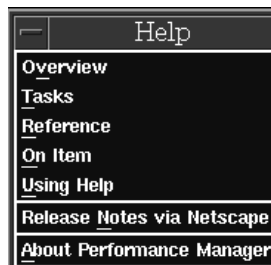 Help
Overview
Tasks
Reference
On Item
Using Help
Release Notes via Netscape
About Performance Manager